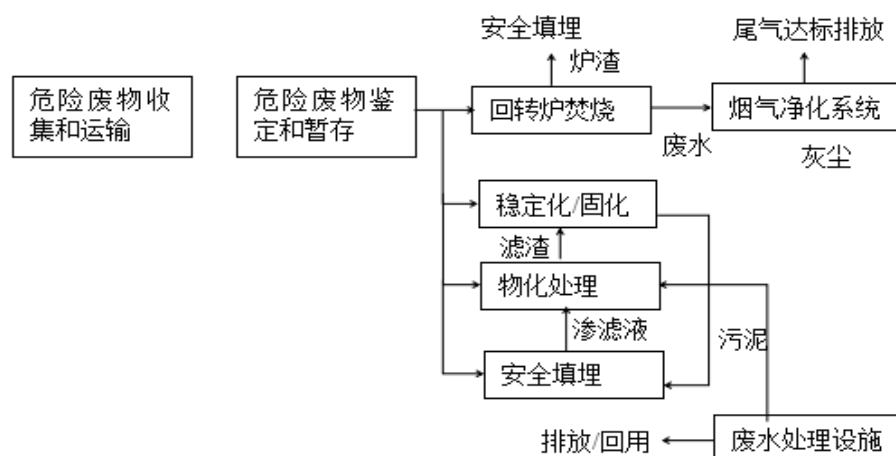 安全填埋
尾气达标排放
炉渣
危险废物收
集和运输
危险废物鉴
定和暂存
回转炉焚烧
烟气净化系统
废水
灰尘
稳定化/固化
滤渣
物化处理
渗滤液
污泥
安全填埋
排放/回用
废水处理设施